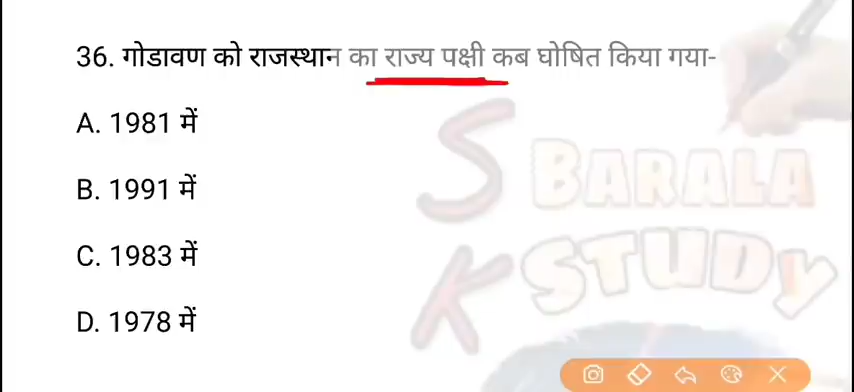 36. गोडावण को राजस्थान का राज्य पक्षी कब घोषित किया गया-
A. 1981 में
B. 1991 में
C. 1983 में
D. 1978 में
S BARALA
K STUDY